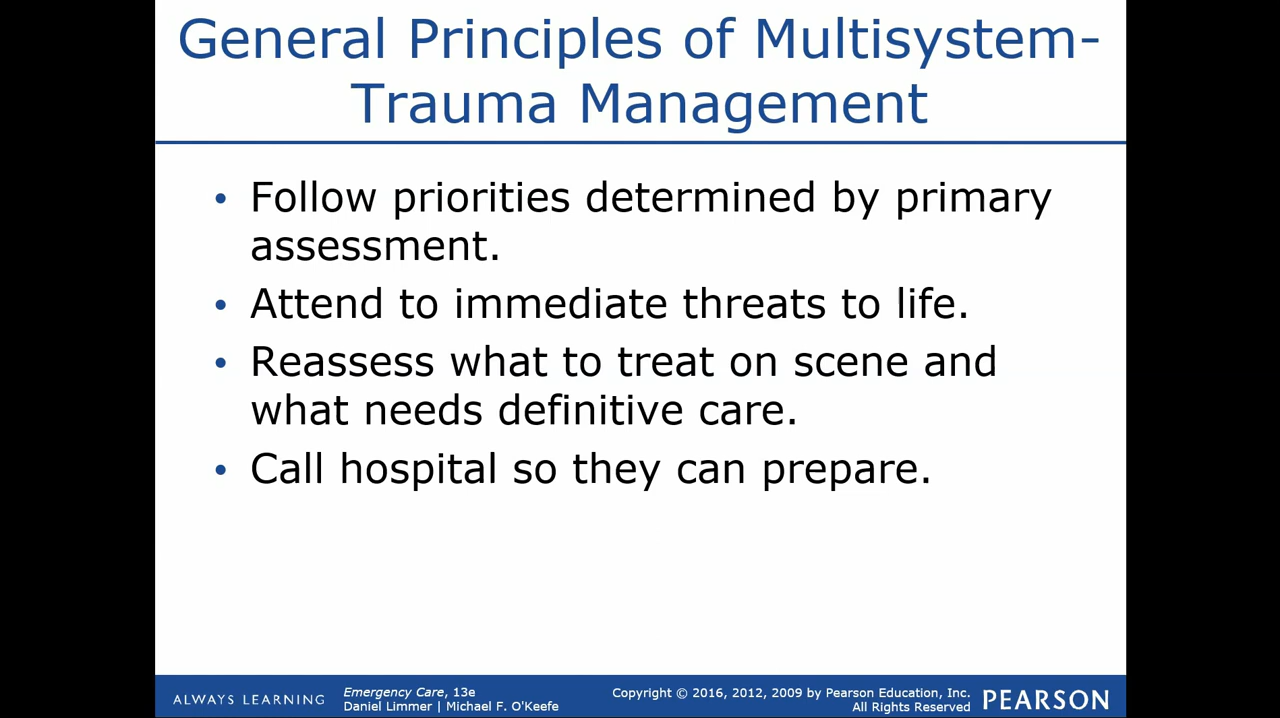 General Principles of Multisystem-
Trauma Management
• Follow priorities determined by primary
assessment.
• Attend to immediate threats to life.
• Reassess what to treat on scene and
what needs definitive care.
• Call hospital so they can prepare.
ALWAYS LEARNING
Emergency Care, 13e
Daniel Limmer | Michael F. O'Keefe
Copyright © 2016, 2012, 2009 by Pearson Education, Inc.
All Rights Reserved
PEARSON